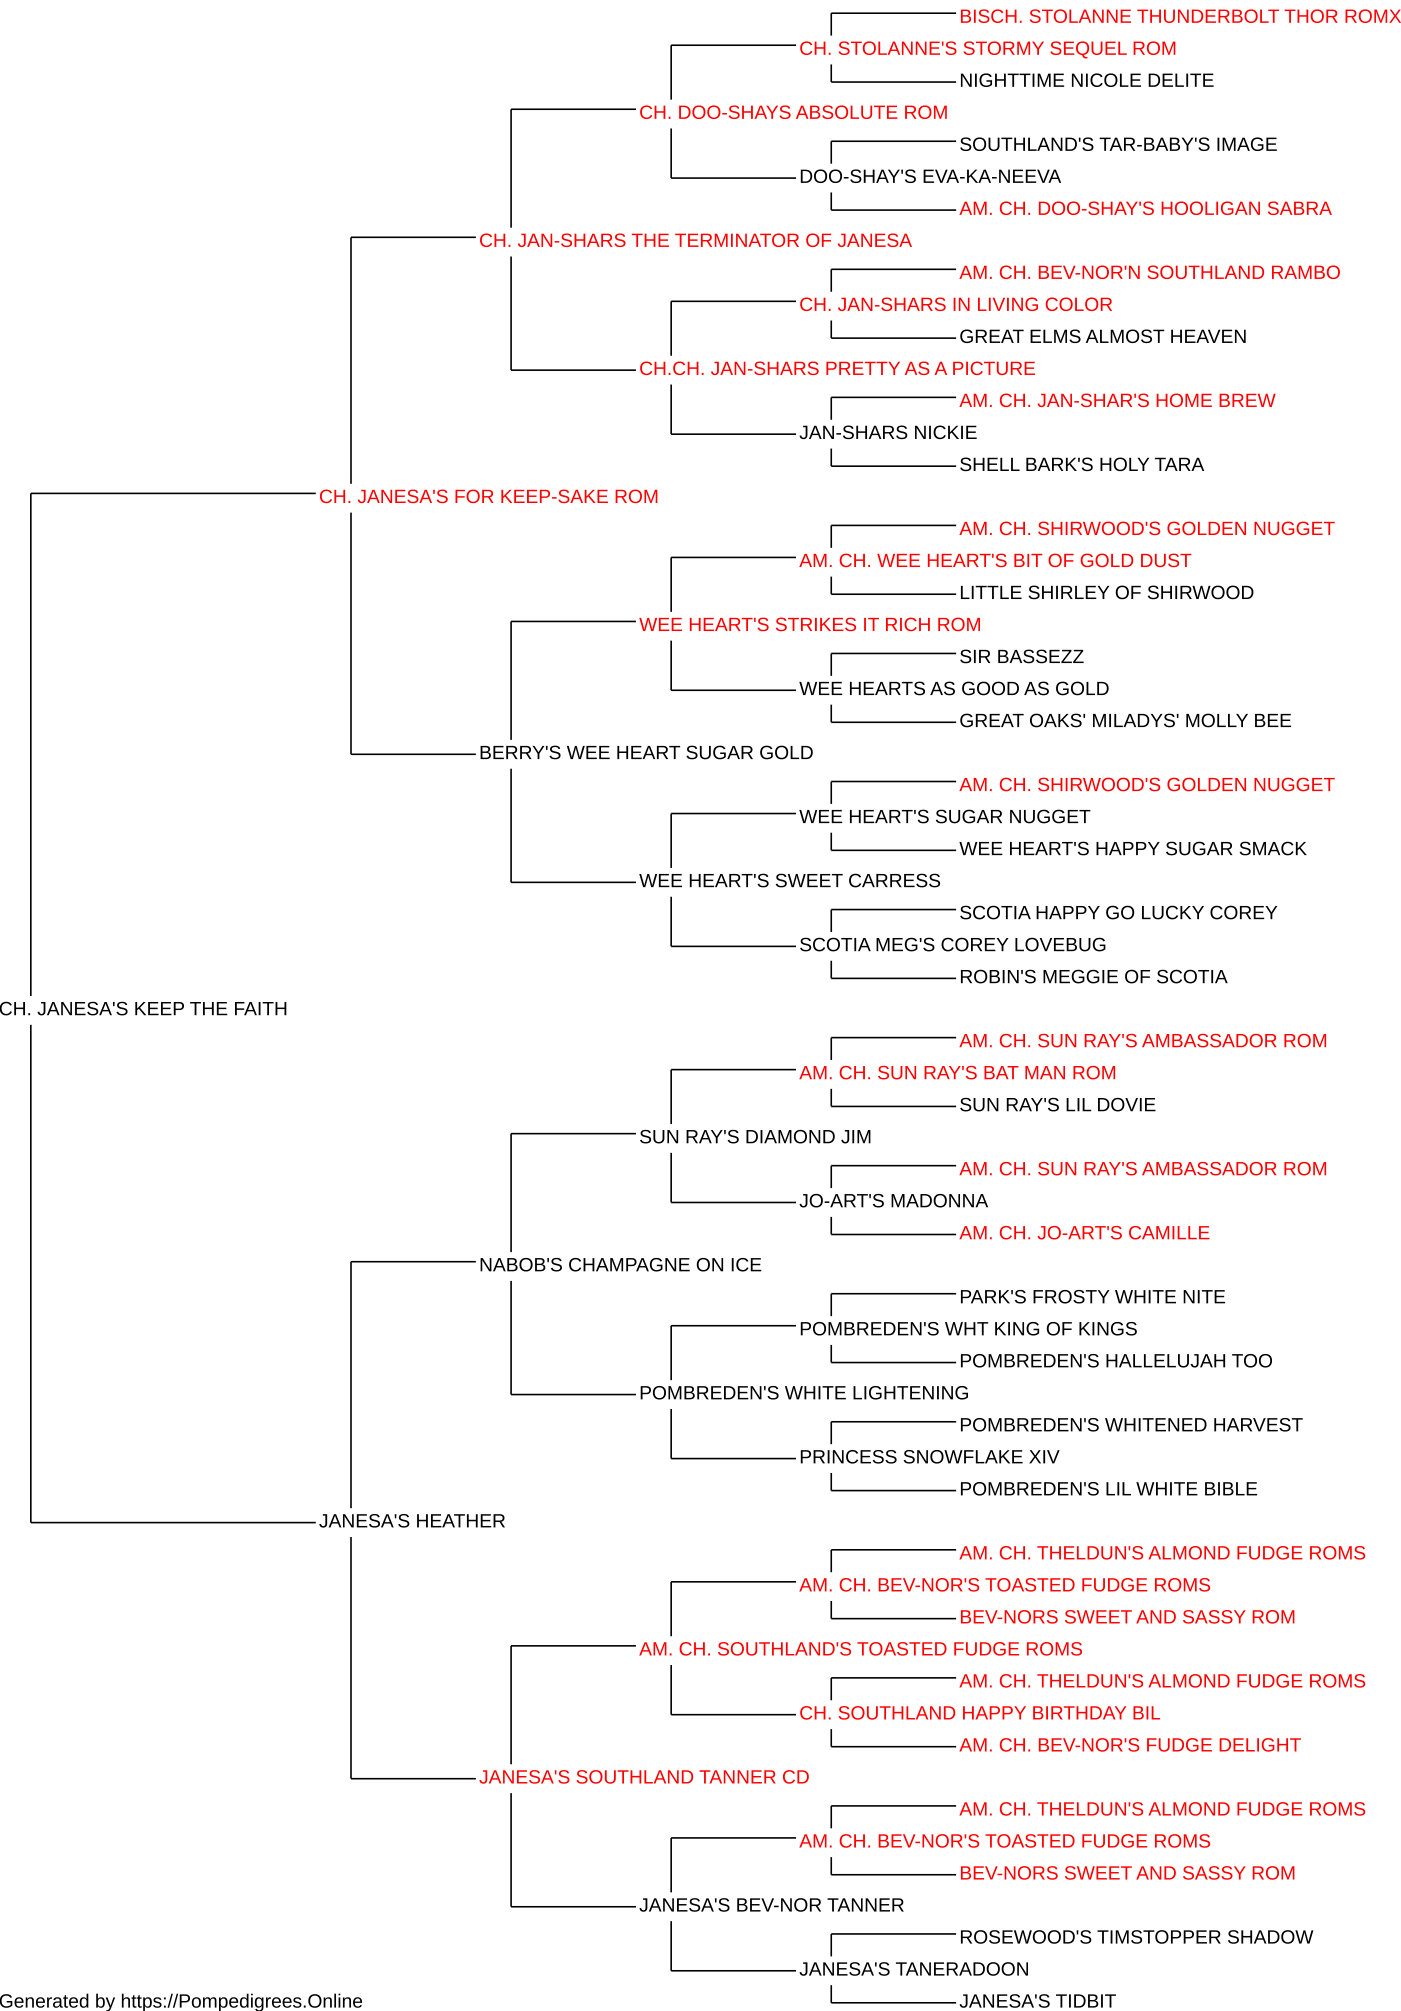 BISCH. STOLANNE THUNDERBOLT THOR ROMX
CH. STOLANNE'S STORMY SEQUEL ROM
NIGHTTIME NICOLE DELITE
CH. DOO-SHAYS ABSOLUTE ROM
SOUTHLAND'S TAR-BABY'S IMAGE
DOO-SHAY'S EVA-KA-NEEVA
AM. CH. DOO-SHAY'S HOOLIGAN SABRA
CH. JAN-SHARS THE TERMINATOR OF JANESA
AM. CH. BEV-NOR'N SOUTHLAND RAMBO
CH. JAN-SHARS IN LIVING COLOR
GREAT ELMS ALMOST HEAVEN
CH.CH. JAN-SHARS PRETTY AS A PICTURE
AM. CH. JAN-SHAR'S HOME BREW
JAN-SHARS NICKIE
SHELL BARK'S HOLY TARA
CH. JANESA'S FOR KEEP-SAKE ROM
AM. CH. SHIRWOOD'S GOLDEN NUGGET
AM. CH. WEE HEART'S BIT OF GOLD DUST
LITTLE SHIRLEY OF SHIRWOOD
WEE HEART'S STRIKES IT RICH ROM
SIR BASSEZZ
WEE HEARTS AS GOOD AS GOLD
GREAT OAKS' MILADYS' MOLLY BEE
BERRY'S WEE HEART SUGAR GOLD
AM. CH. SHIRWOOD'S GOLDEN NUGGET
WEE HEART'S SUGAR NUGGET
WEE HEART'S HAPPY SUGAR SMACK
WEE HEART'S SWEET CARRESS
SCOTIA HAPPY GO LUCKY COREY
SCOTIA MEG'S COREY LOVEBUG
ROBIN'S MEGGIE OF SCOTIA
CH. JANESA'S KEEP THE FAITH
AM. CH. SUN RAY'S AMBASSADOR ROM
AM. CH. SUN RAY'S BAT MAN ROM
SUN RAY'S LIL DOVIE
SUN RAY'S DIAMOND JIM
AM. CH. SUN RAY'S AMBASSADOR ROM
JO-ART'S MADONNA
AM. CH. JO-ART'S CAMILLE
NABOB'S CHAMPAGNE ON ICE
PARK'S FROSTY WHITE NITE
POMBREDEN'S WHT KING OF KINGS
POMBREDEN'S HALLELUJAH TOO
POMBREDEN'S WHITE LIGHTENING
POMBREDEN'S WHITENED HARVEST
PRINCESS SNOWFLAKE XIV
POMBREDEN'S LIL WHITE BIBLE
JANESA'S HEATHER
AM. CH. THELDUN'S ALMOND FUDGE ROMS
AM. CH. BEV-NOR'S TOASTED FUDGE ROMS
BEV-NORS SWEET AND SASSY ROM
AM. CH. SOUTHLAND'S TOASTED FUDGE ROMS
AM. CH. THELDUN'S ALMOND FUDGE ROMS
CH. SOUTHLAND HAPPY BIRTHDAY BIL
AM. CH. BEV-NOR'S FUDGE DELIGHT
JANESA'S SOUTHLAND TANNER CD
AM. CH. THELDUN'S ALMOND FUDGE ROMS
AM. CH. BEV-NOR'S TOASTED FUDGE ROMS
BEV-NORS SWEET AND SASSY ROM
JANESA'S BEV-NOR TANNER
ROSEWOOD'S TIMSTOPPER SHADOW
JANESA'S TANERADOON
JANESA'S TIDBIT
Generated by https://Pompedigrees.Online